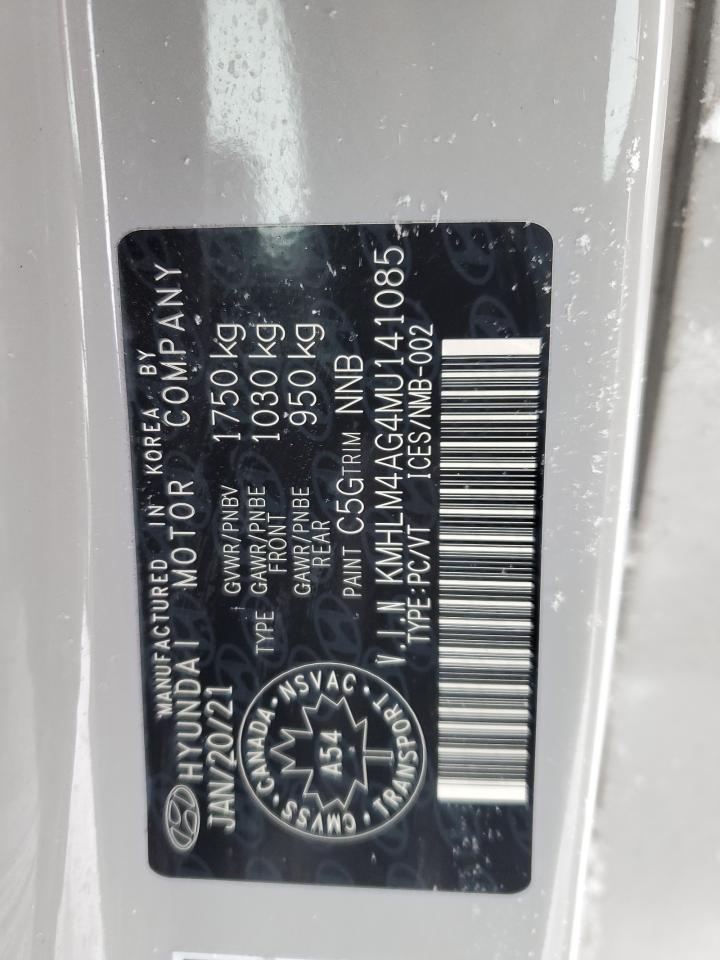 MANUFACTURED IN KOREA BY
HYUNDAI MOTOR COMPANY
JAN/20/21
GVWR/PNBV 1750 kg
TYPE GAWR/PNBE FRONT 1030 kg
GAWR/PNBE REAR 950 kg
PAINT C5G TRIM NNB
V.I.N KMHLM4AG4MU141085
TYPE:PC/VT ICES/NMB-002
CMVSS·CANADA·NSVAC·TRANSPORT·
A54